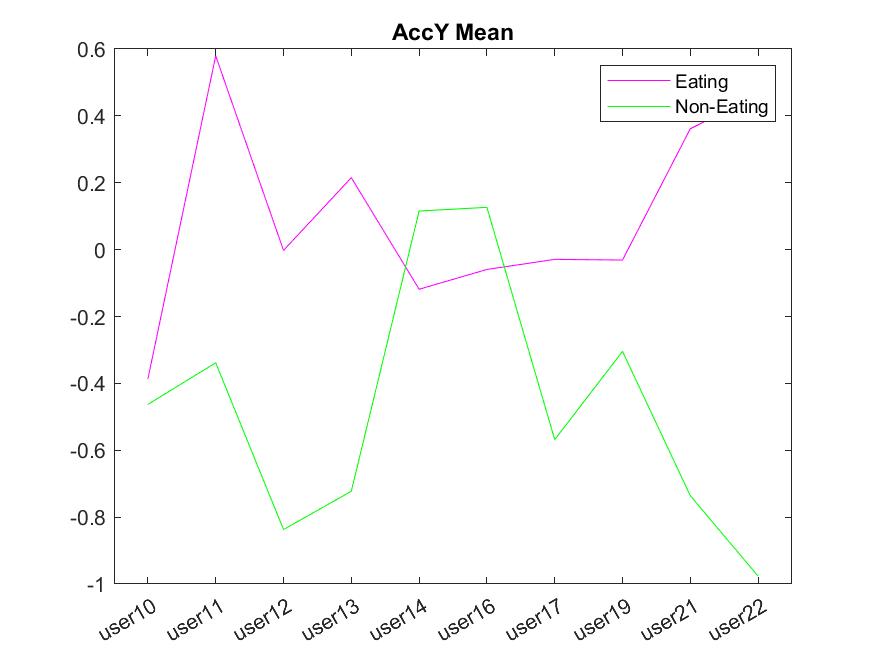 AccY Mean
0.6
0.4
0.2
0
-0.2
-0.4
-0.6
-0.8
-1
Eating
Non-Eating
user10
user11
user12
user13
user14
user16
user17
user19
user21
user22